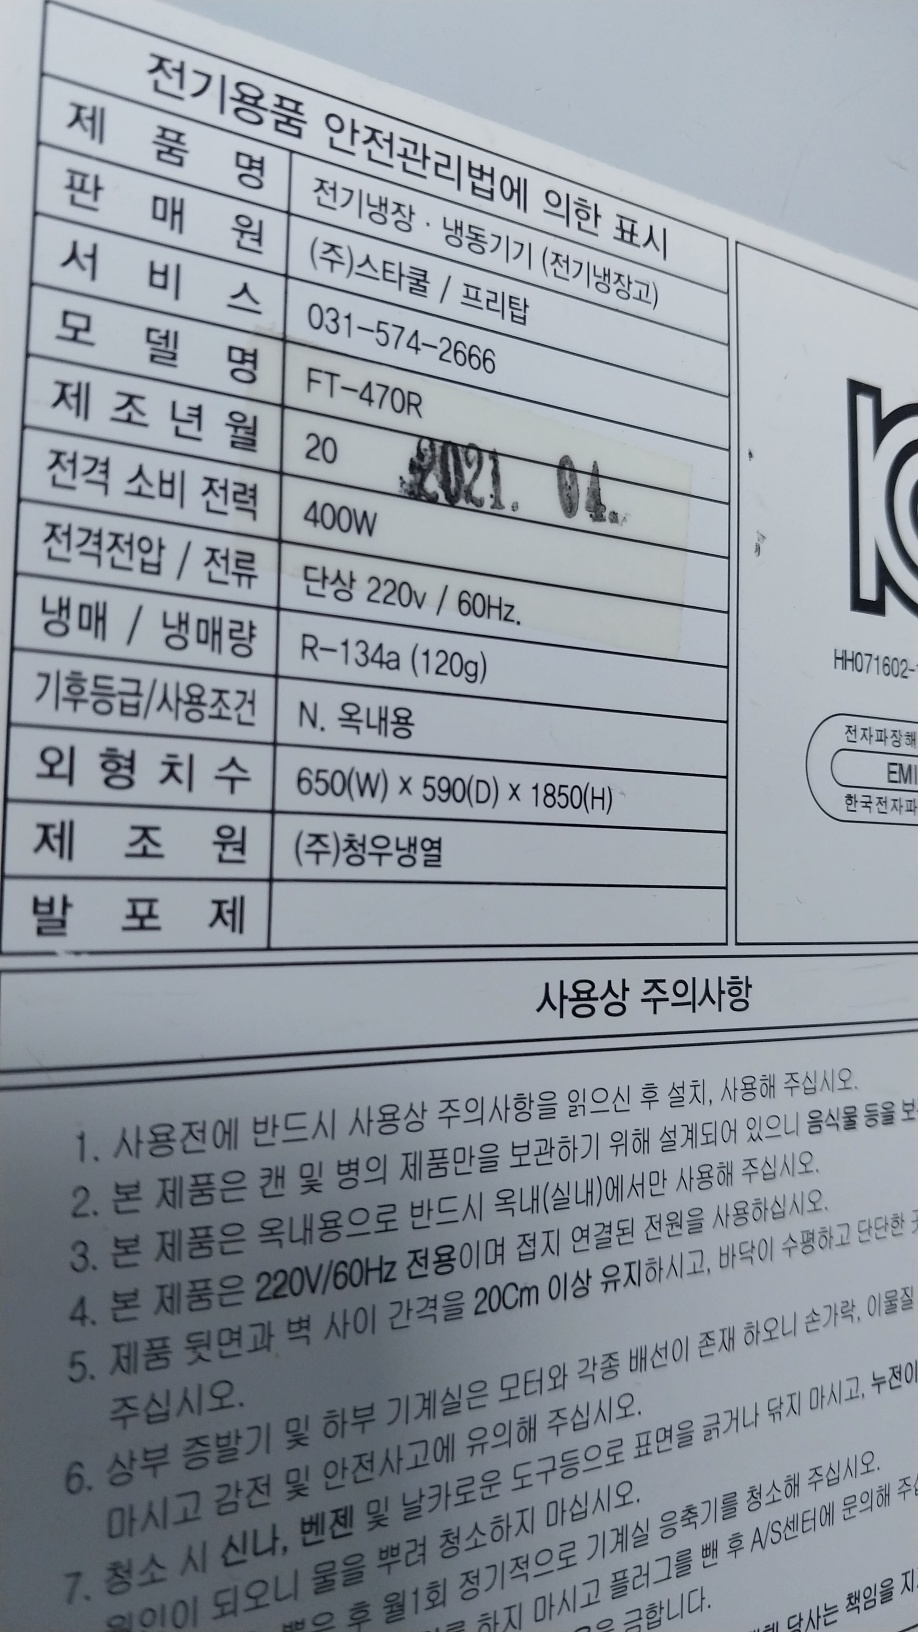 전기용품 안전관리법에 의한 표시
제 품 명 전기냉장 · 냉동기기 (전기냉장고)
판 매 원 (주)스타쿨 / 프리탑
서 비 스 031-574-2666
모 델 명 FT-470R
제 조 년 월 20 2021. 04.
전격 소비 전력 400W
전격전압 / 전류 단상 220v / 60Hz.
냉매 / 냉매량 R-134a (120g)
기후등급/사용조건 N. 옥내용
외 형 치 수 650(W) x 590(D) x 1850(H)
제 조 원 (주)청우냉열
발 포 제
HH071602-
전자파장해
EMI
한국전자파
사용상 주의사항
1. 사용전에 반드시 사용상 주의사항을 읽으신 후 설치, 사용해 주십시오.
2. 본 제품은 캔 및 병의 제품만을 보관하기 위해 설계되어 있으니 음식물 등을
3. 본 제품은 옥내용으로 반드시 옥내(실내)에서만 사용해 주십시오.
4. 본 제품은 220V/60Hz 전용이며 접지 연결된 전원을 사용하십시오.
5. 제품 뒷면과 벽 사이 간격을 20Cm 이상 유지하시고, 바닥이 수평하고 단단한
주십시오.
6. 상부 증발기 및 하부 기계실은 모터와 각종 배선이 존재 하오니 손가락, 이물질
마시고 감전 및 안전사고에 유의해 주십시오.
7. 청소 시 신나, 벤젠 및 날카로운 도구등으로 표면을 긁거나 닦지 마시고, 누전이
원인이 되오니 물을 뿌려 청소하지 마십시오.
후 월1회 정기적으로 기계실 응축기를 청소해 주십시오.
하지 마시고 플러그를 뺀 후 A/S센터에 문의해
금합니다.
당사는 책임을